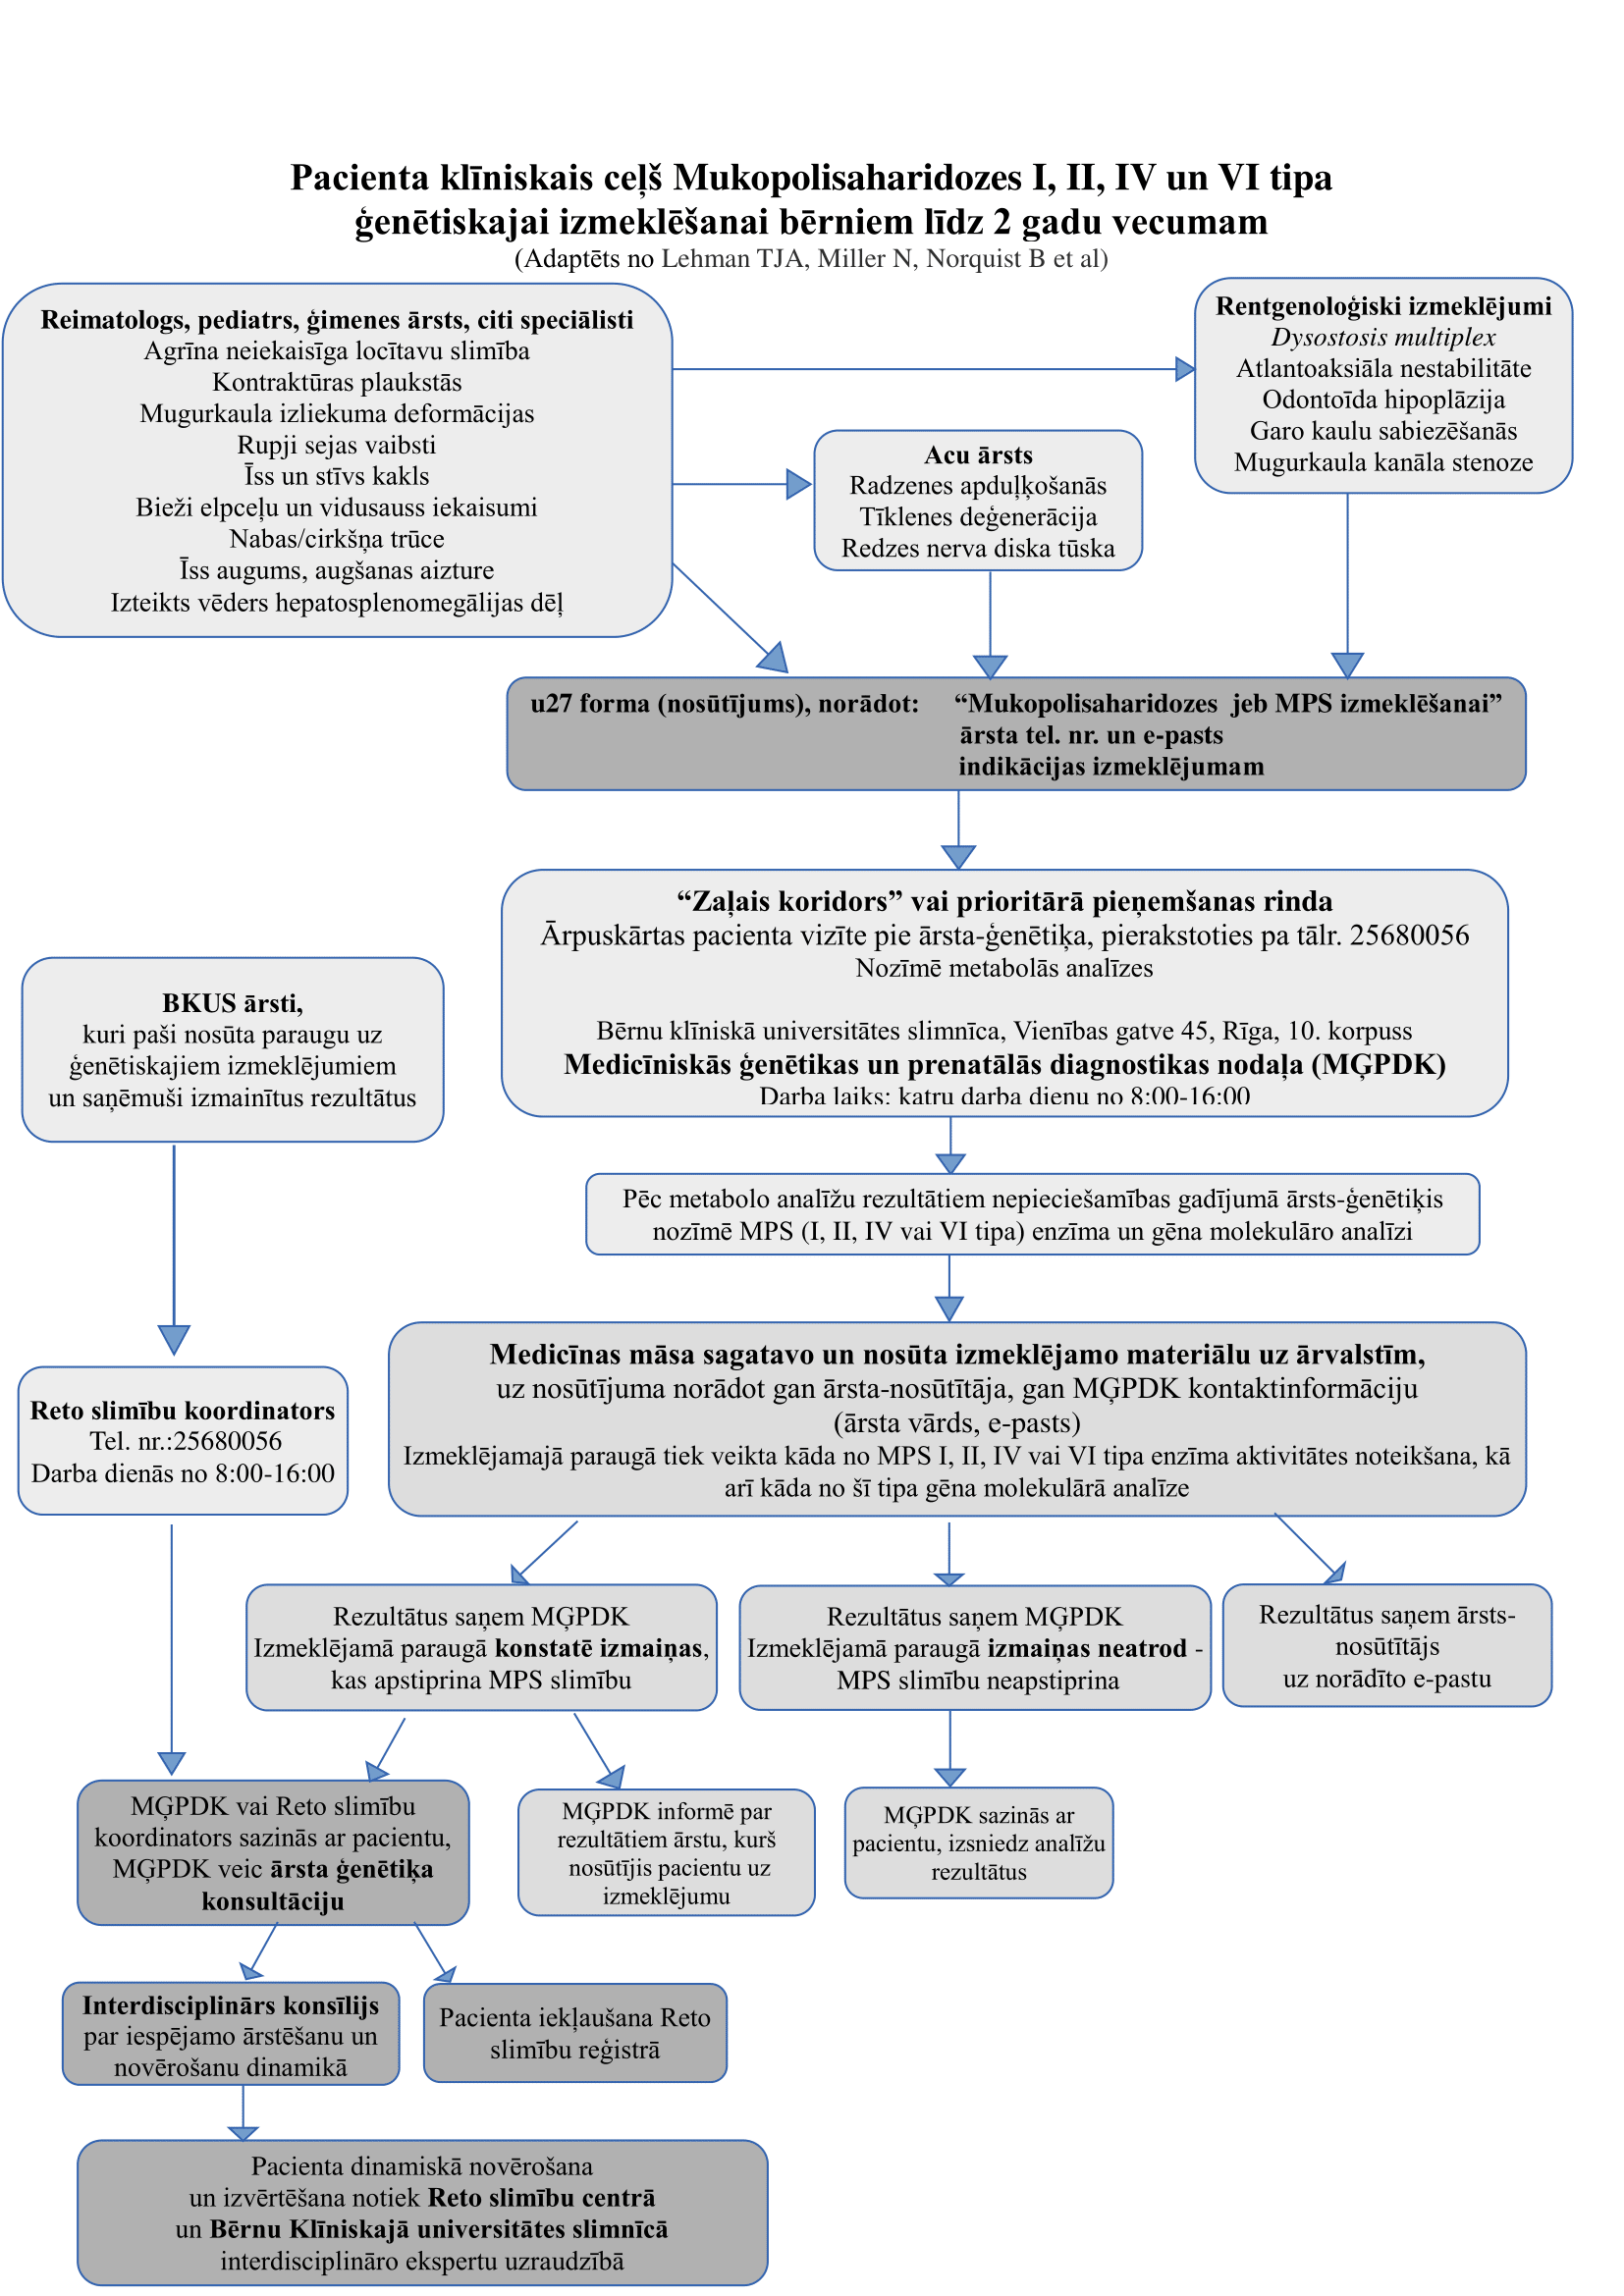 Pacienta klīniskais ceļš Mukopolisaharidozes I, II, IV un VI tipa
ģenētiskajai izmeklēšanai bērniem līdz 2 gadu vecumam
(Adaptēts no Lehman TJA, Miller N, Norquist B et al)
Reimatologs, pediatrs, ģimenes ārsts, citi speciālisti
Agrīna neiekaisīga locītavu slimība
Kontraktūras plaukstās
Mugurkaula izliekuma deformācijas
Rupji sejas vaibsti
Īss un stīvs kakls
Bieži elpceļu un vidusauss iekaisumi
Nabas/cirkšņa trūce
Īss augums, augšanas aizture
Izteikts vēders hepatosplenomegālijas dēļ
Rentgenoloģiski izmeklējumi
Dysostosis multiplex
Atlantoaksiāla nestabilitāte
Odontoīda hipoplāzija
Garo kaulu sabiezēšanās
Mugurkaula kanāla stenoze
Acu ārsts
Radzenes apduļķošanās
Tīklenes deģenerācija
Redzes nerva diska tūska
u27 forma (nosūtījums), norādot: “Mukopolisaharidozes jeb MPS izmeklēšanai”
ārsta tel. nr. un e-pasts
indikācijas izmeklējumam
“Zaļais koridors” vai prioritārā pieņemšanas rinda
Ārpuskārtas pacienta vizīte pie ārsta-ģenētiķa, pierakstoties pa tālr. 25680056
Nozīmē metabolās analīzes
Bērnu klīniskā universitātes slimnīca, Vienības gatve 45, Rīga, 10. korpuss
Medicīniskās ģenētikas un prenatālās diagnostikas nodaļa (MĢPDK)
Darba laiks: katru darba dienu no 8:00-16:00
BKUS ārsti,
kuri paši nosūta paraugu uz
ģenētiskajiem izmeklējumiem
un saņēmuši izmainītus rezultātus
Pēc metabolo analīžu rezultātiem nepieciešamības gadījumā ārsts-ģenētiķis
nozīmē MPS (I, II, IV vai VI tipa) enzīma un gēna molekulāro analīzi
Medicīnas māsa sagatavo un nosūta izmeklējamo materiālu uz ārvalstīm,
uz nosūtījuma norādot gan ārsta-nosūtītāja, gan MĢPDK kontaktinformāciju
(ārsta vārds, e-pasts)
Izmeklējamajā paraugā tiek veikta kāda no MPS I, II, IV vai VI tipa enzīma aktivitātes noteikšana, kā
arī kāda no šī tipa gēna molekulārā analīze
Reto slimību koordinators
Tel. nr.:25680056
Darba dienās no 8:00-16:00
Rezultātus saņem MĢPDK
Izmeklējamā paraugā konstatē izmaiņas,
kas apstiprina MPS slimību
Rezultātus saņem MĢPDK
Izmeklējamā paraugā izmaiņas neatrod -
MPS slimību neapstiprina
Rezultātus saņem ārsts-
nosūtītājs
uz norādīto e-pastu
MĢPDK vai Reto slimību
koordinators sazinās ar pacientu,
MĢPDK veic ārsta ģenētiķa
konsultāciju
MĢPDK informē par
rezultātiem ārstu, kurš
nosūtījis pacientu uz
izmeklējumu
MĢPDK sazinās ar
pacientu, izsniedz analīžu
rezultātus
Interdisciplinārs konsīlijs
par iespējamo ārstēšanu un
novērošanu dinamikā
Pacienta iekļaušana Reto
slimību reģistrā
Pacienta dinamiskā novērošana
un izvērtēšana notiek Reto slimību centrā
un Bērnu Klīniskajā universitātes slimnīcā
interdisciplināro ekspertu uzraudzībā